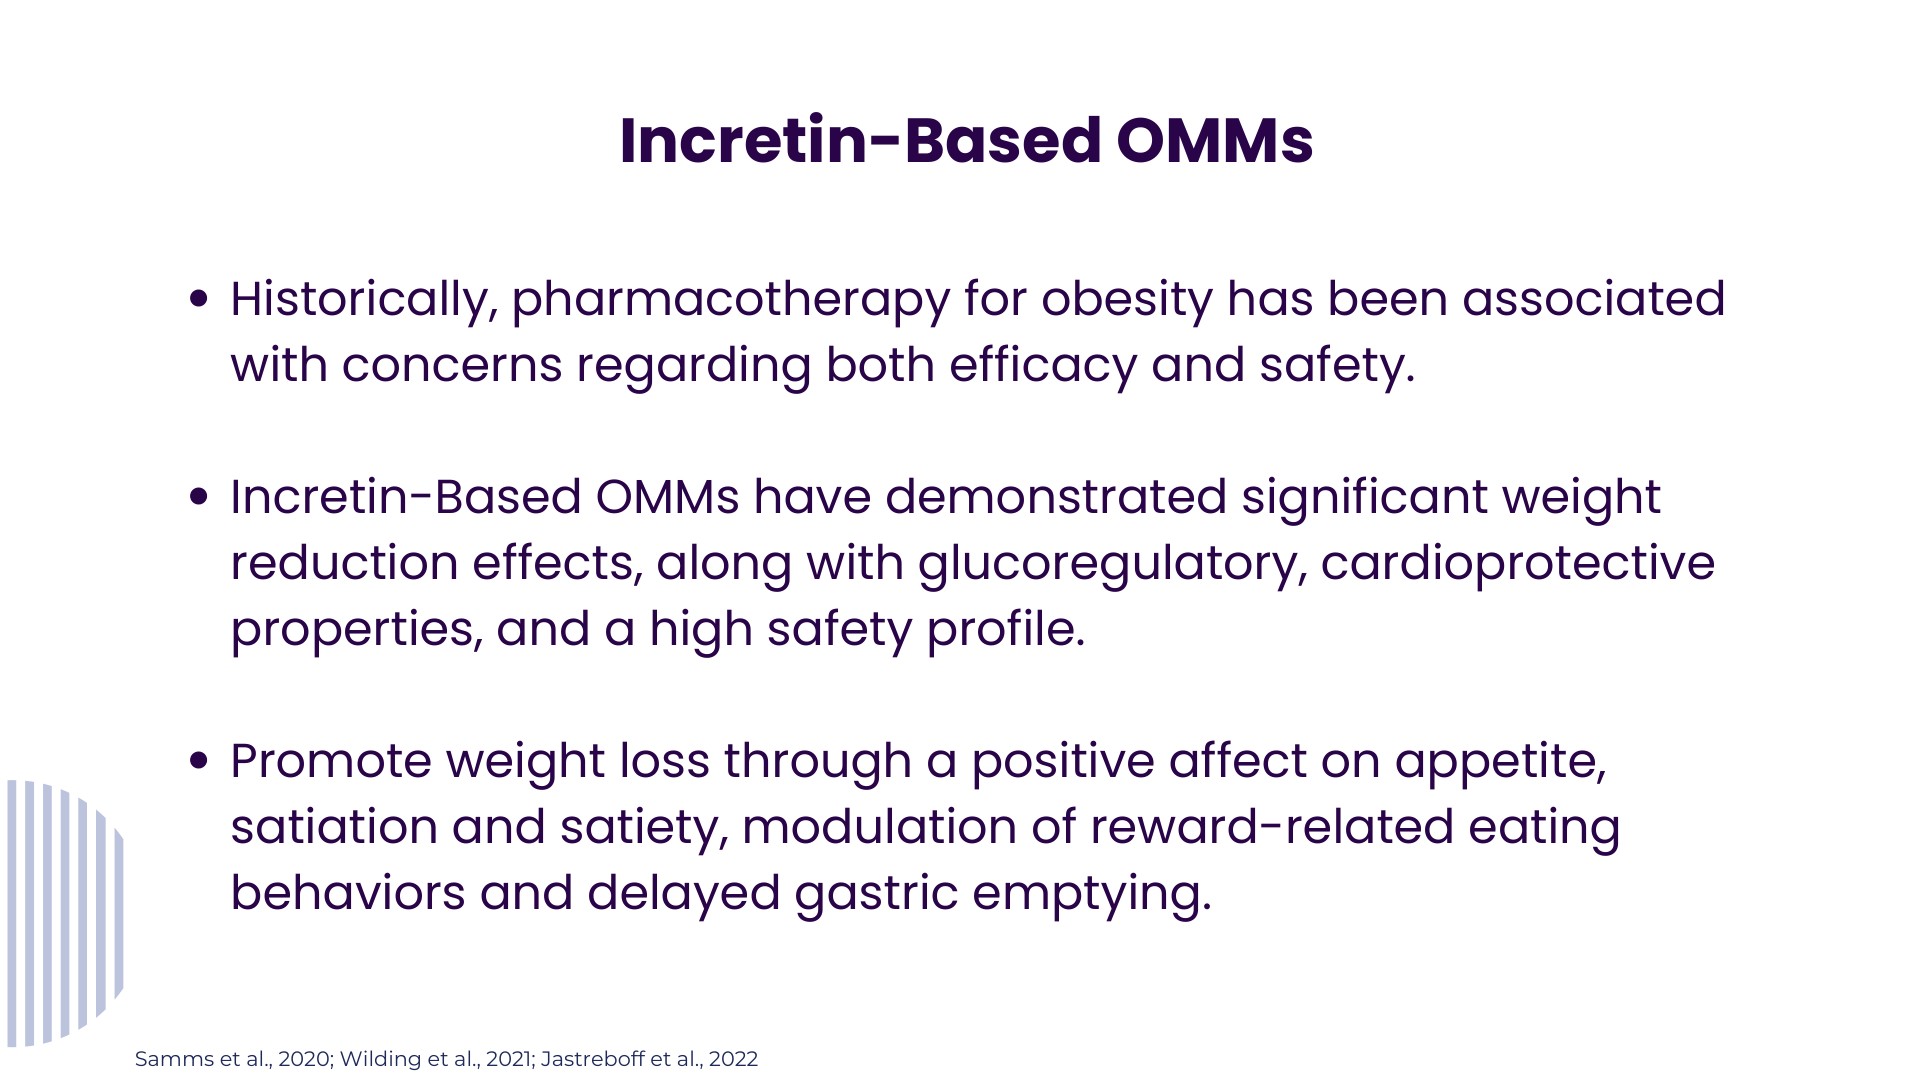 Incretin-Based OMMs
• Historically, pharmacotherapy for obesity has been associated
with concerns regarding both efficacy and safety.
• Incretin-Based OMMs have demonstrated significant weight
reduction effects, along with glucoregulatory, cardioprotective
properties, and a high safety profile.
• Promote weight loss through a positive affect on appetite,
satiation and satiety, modulation of reward-related eating
behaviors and delayed gastric emptying.
Samms et al., 2020; Wilding et al., 2021; Jastreboff et al., 2022